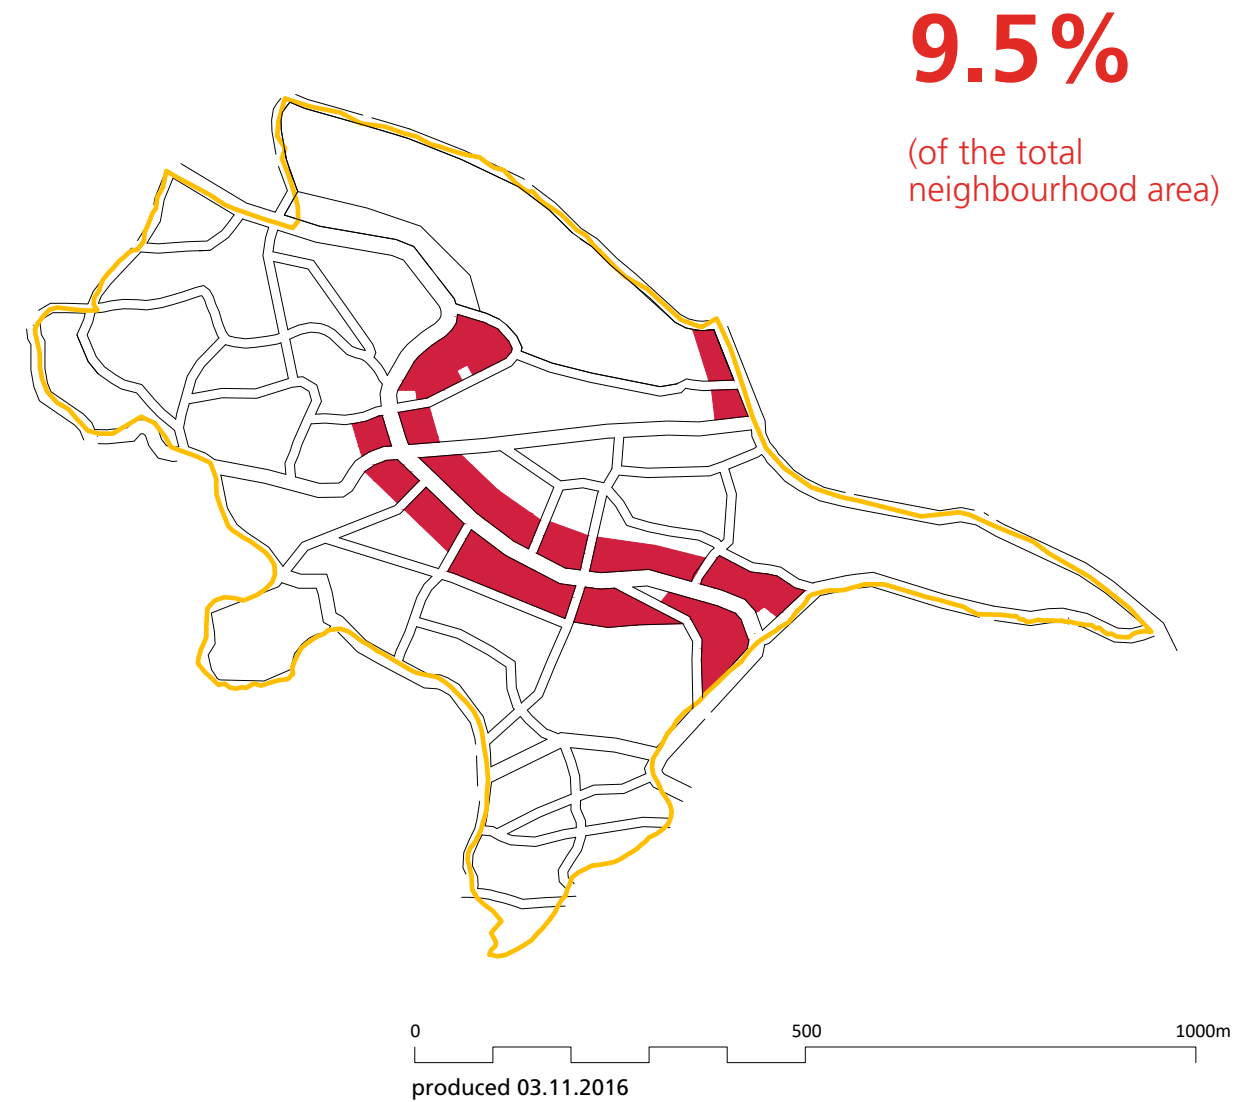 9.5%
(of the total
neighbourhood area)
0 500 1000m
produced 03.11.2016